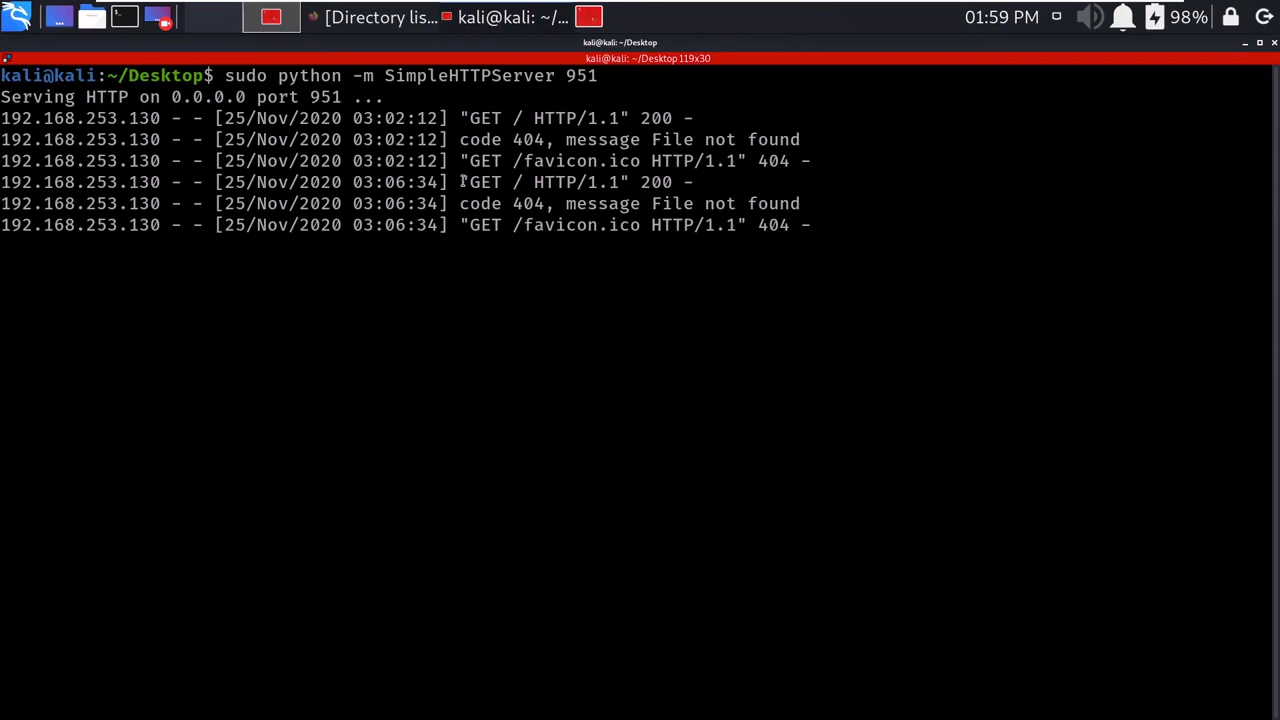 [Directory lis... kali@kali: ~/... 01:59 PM 98%
kali@kali: ~/Desktop
kali@kali: ~/Desktop 119x30
kali@kali:~/Desktop$ sudo python -m SimpleHTTPServer 951
Serving HTTP on 0.0.0.0 port 951 ...
192.168.253.130 - - [25/Nov/2020 03:02:12] "GET / HTTP/1.1" 200 -
192.168.253.130 - - [25/Nov/2020 03:02:12] code 404, message File not found
192.168.253.130 - - [25/Nov/2020 03:02:12] "GET /favicon.ico HTTP/1.1" 404 -
192.168.253.130 - - [25/Nov/2020 03:06:34] "GET / HTTP/1.1" 200 -
192.168.253.130 - - [25/Nov/2020 03:06:34] code 404, message File not found
192.168.253.130 - - [25/Nov/2020 03:06:34] "GET /favicon.ico HTTP/1.1" 404 -